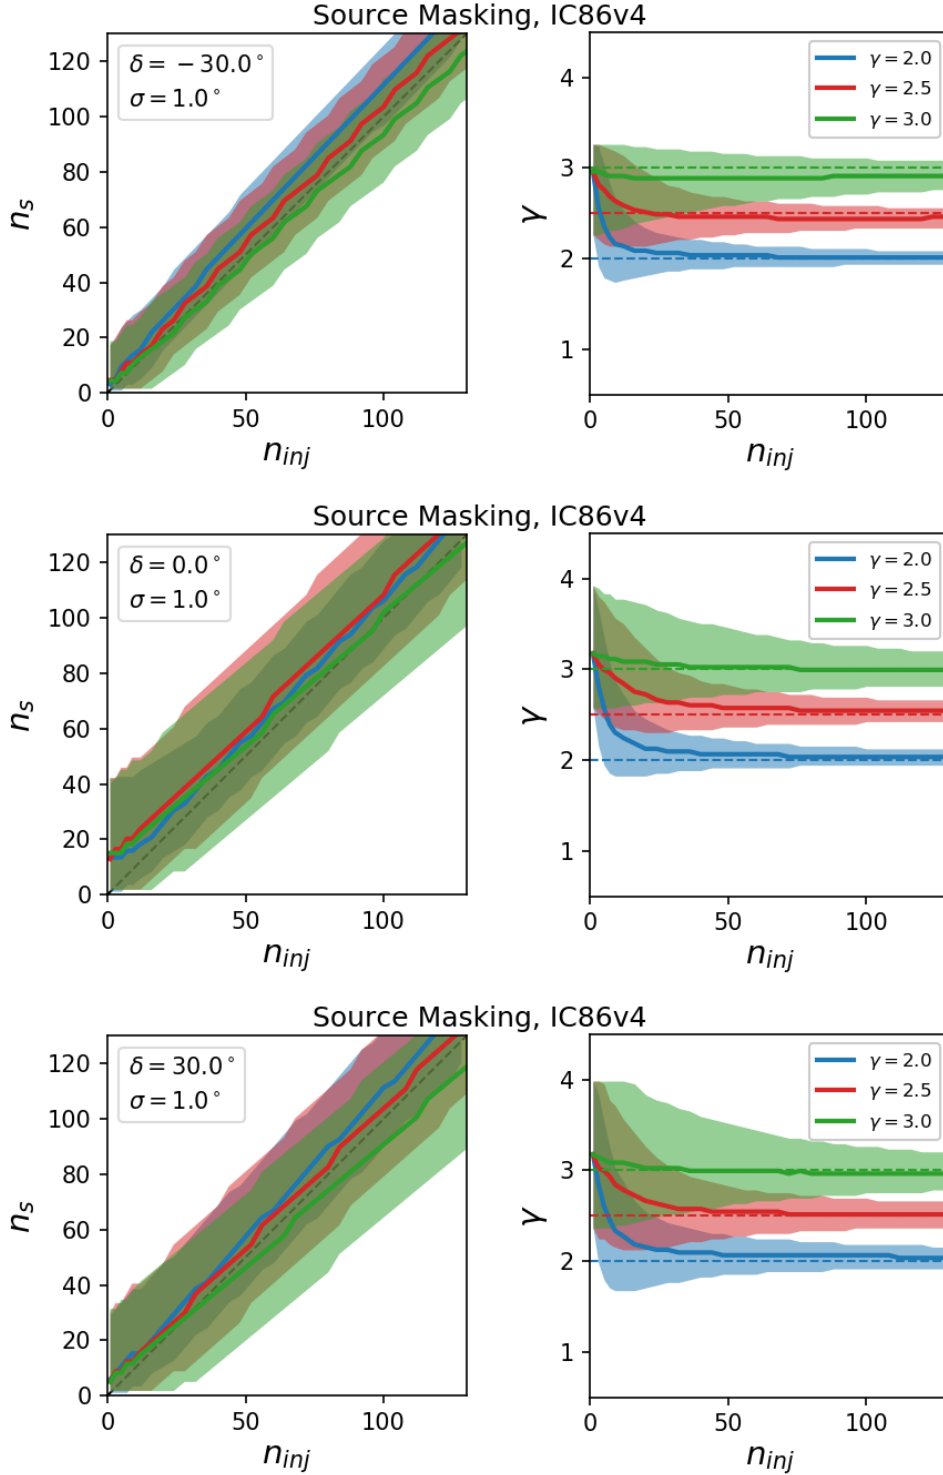 Source Masking, IC86v4
δ = −30.0°
σ = 1.0°
120
100
80
60
40
20
0
n_s
0 50 100
n_inj
γ = 2.0
γ = 2.5
γ = 3.0
4
3
2
1
γ
0 50 100
n_inj
Source Masking, IC86v4
δ = 0.0°
σ = 1.0°
120
100
80
60
40
20
0
n_s
0 50 100
n_inj
γ = 2.0
γ = 2.5
γ = 3.0
4
3
2
1
γ
0 50 100
n_inj
Source Masking, IC86v4
δ = 30.0°
σ = 1.0°
120
100
80
60
40
20
0
n_s
0 50 100
n_inj
γ = 2.0
γ = 2.5
γ = 3.0
4
3
2
1
γ
0 50 100
n_inj